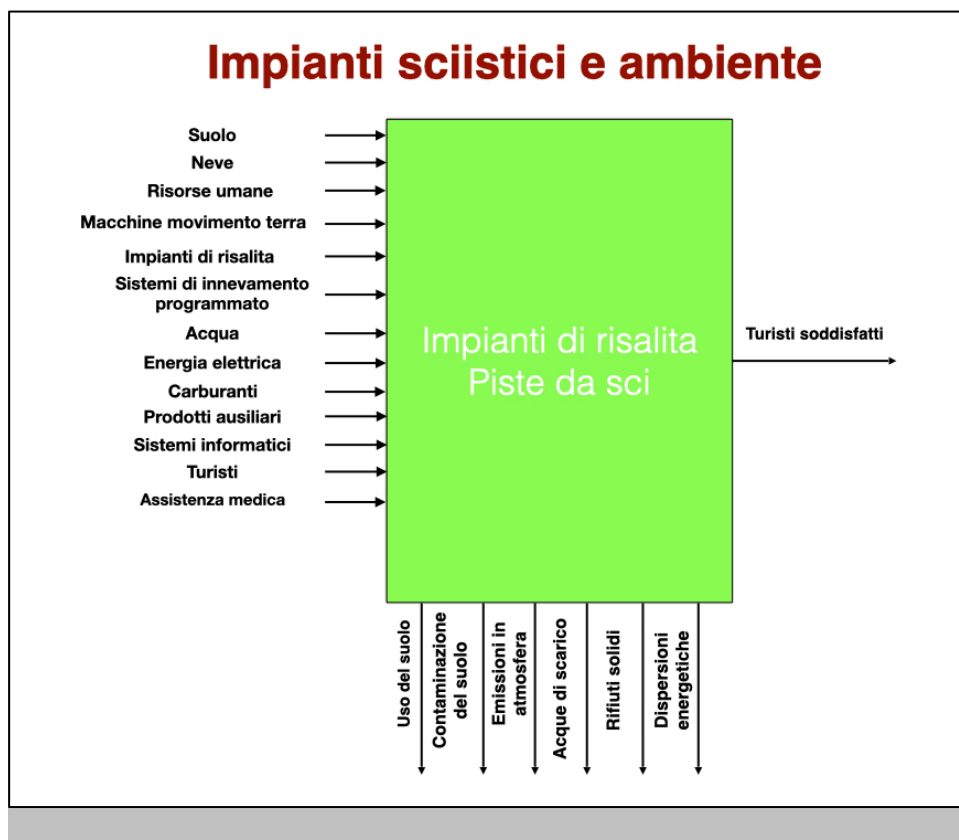 Impianti sciistici e ambiente
Suolo
Neve
Risorse umane
Macchine movimento terra
Impianti di risalita
Sistemi di innevamento
programmato
Acqua
Energia elettrica
Carburanti
Prodotti ausiliari
Sistemi informatici
Turisti
Assistenza medica
Impianti di risalita
Piste da sci
Turisti soddisfatti
Uso del suolo
Contaminazione
del suolo
Emissioni in
atmosfera
Acque di scarico
Rifiuti solidi
Dispersioni
energetiche